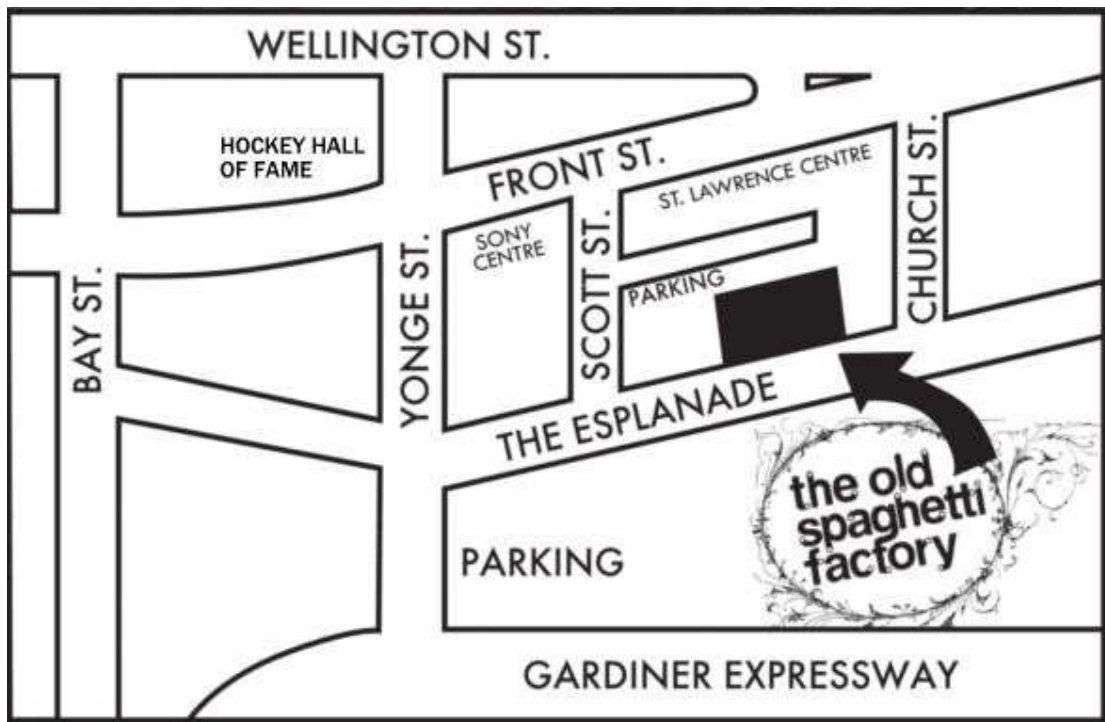 WELLINGTON ST.
HOCKEY HALL
OF FAME
FRONT ST.
ST. LAWRENCE CENTRE
CHURCH ST.
SONY
CENTRE
SCOTT ST.
YONGE ST.
BAY ST.
PARKING
THE ESPLANADE
the old
spaghetti
factory
PARKING
GARDINER EXPRESSWAY